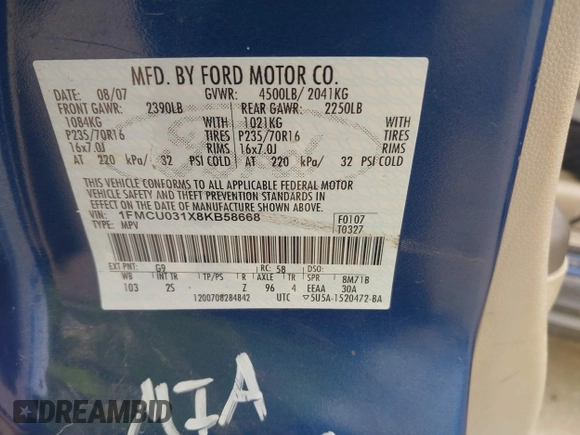 MFD. BY FORD MOTOR CO.
DATE: 08/07 GVWR: 4500LB/ 2041KG
FRONT GAWR: 2390LB REAR GAWR: 2250LB
1084KG WITH 1021KG WITH
P235/70R16 TIRES P235/70R16 TIRES
16x7.0J RIMS 16x7.0J RIMS
AT 220 kPa/ 32 PSI COLD AT 220 kPa/ 32 PSI COLD
THIS VEHICLE CONFORMS TO ALL APPLICABLE FEDERAL MOTOR
VEHICLE SAFETY AND THEFT PREVENTION STANDARDS IN
EFFECT ON THE DATE OF MANUFACTURE SHOWN ABOVE.
VIN: 1FMCU031X8KB58668 F0107
TYPE: MPV T0327
EXT PNT: G9 RC: 58 DSO:
WB INT TR TP/PS R AXLE TR SPR 8M71B
103 2S Z 96 4 EEAA 30A
1200708284842 UTC ▽5U5A-1520472-BA
MIA
DREAMBID